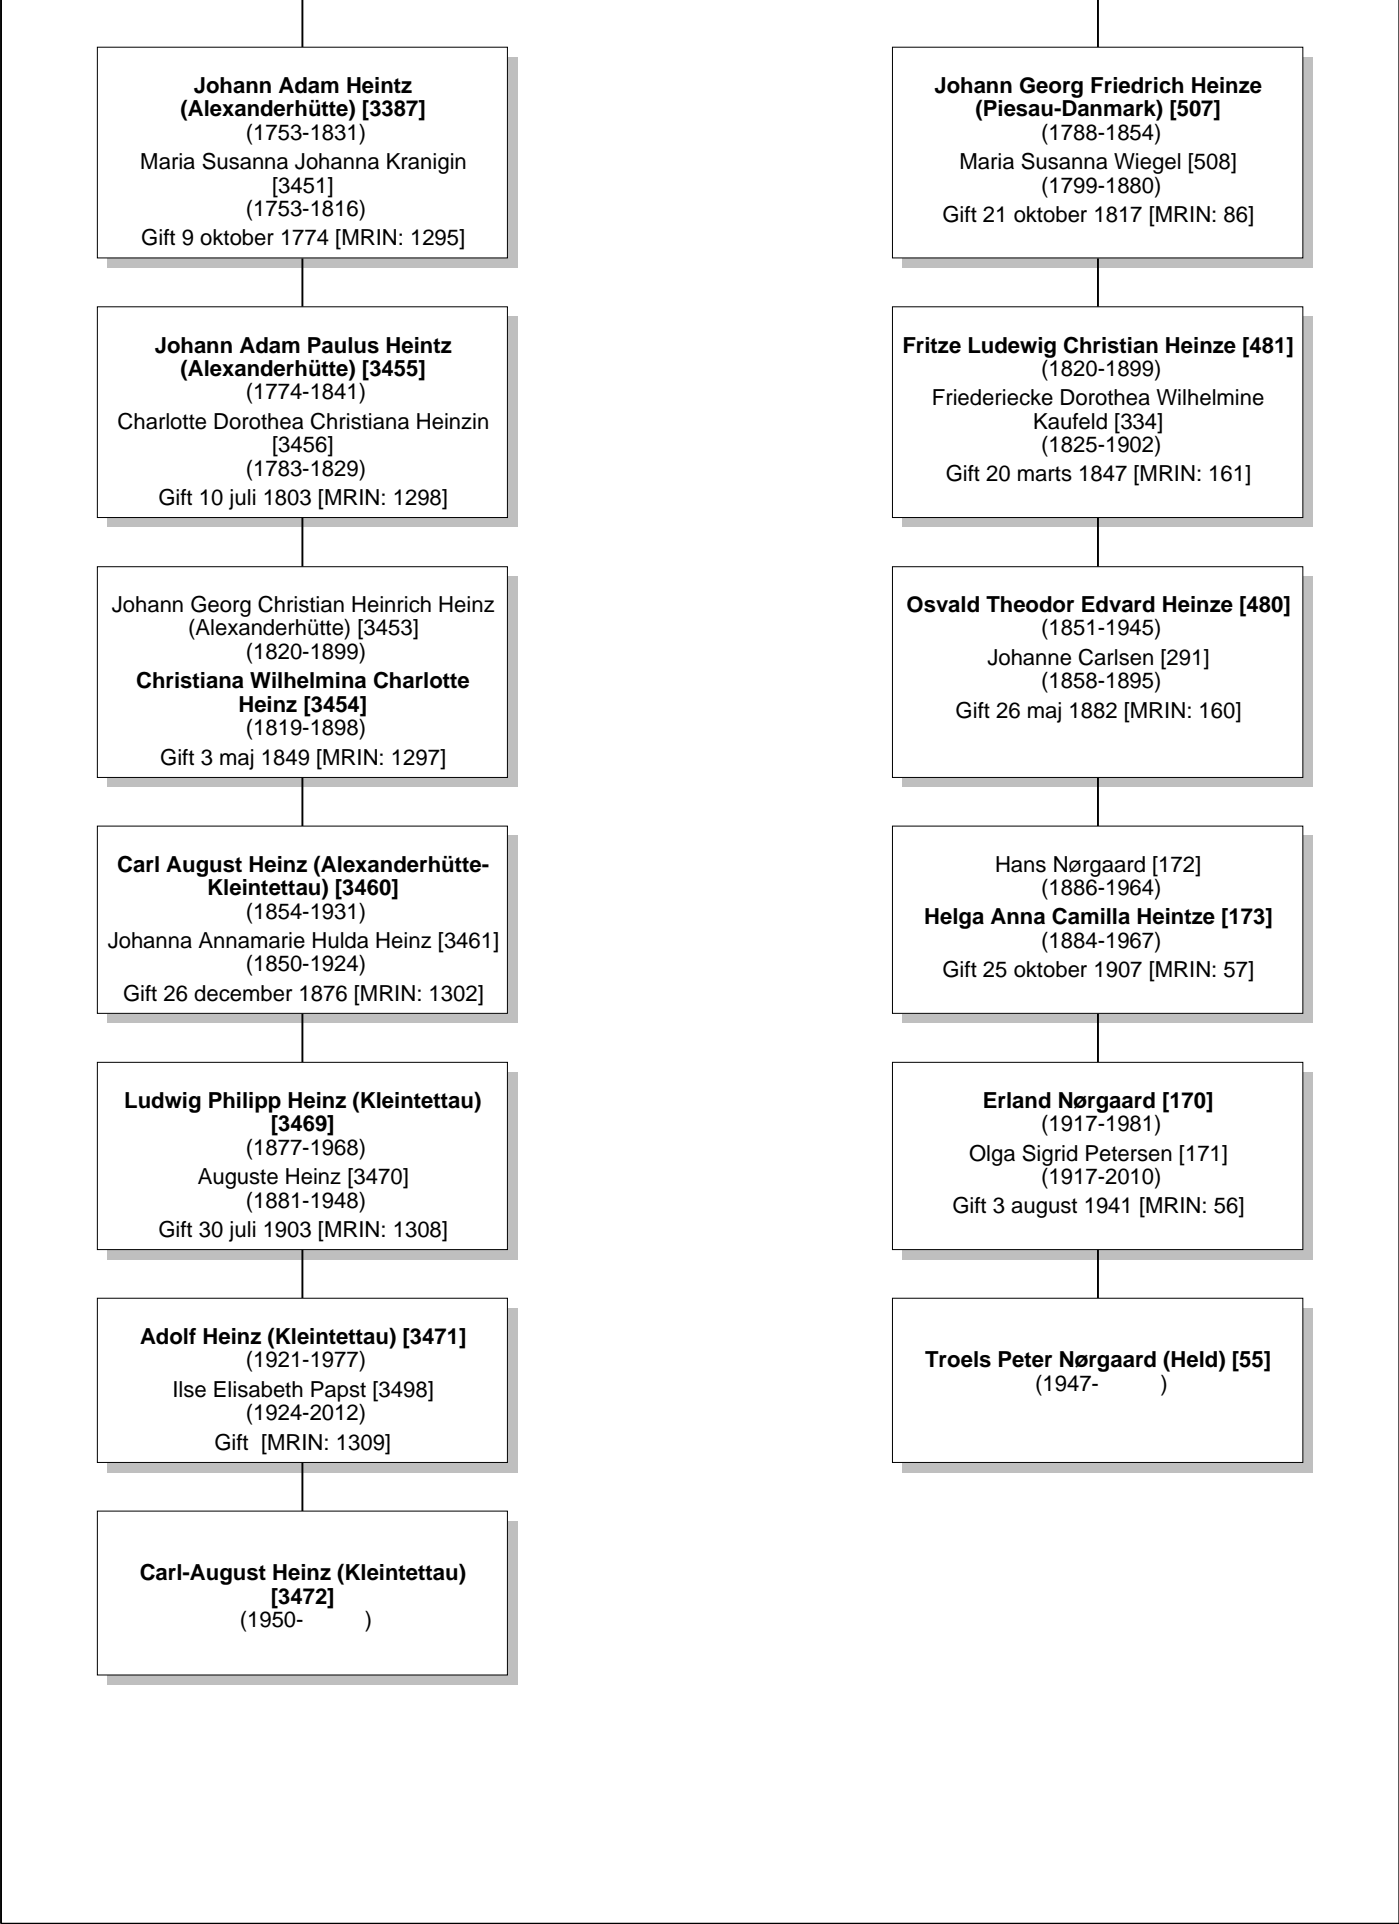 Johann Adam Heintz
(Alexanderhütte) [3387]
(1753-1831)
Maria Susanna Johanna Kranigin
[3451]
(1753-1816)
Gift 9 oktober 1774 [MRIN: 1295]
Johann Adam Paulus Heintz
(Alexanderhütte) [3455]
(1774-1841)
Charlotte Dorothea Christiana Heinzin
[3456]
(1783-1829)
Gift 10 juli 1803 [MRIN: 1298]
Johann Georg Christian Heinrich Heinz
(Alexanderhütte) [3453]
(1820-1899)
Christiana Wilhelmina Charlotte
Heinz [3454]
(1819-1898)
Gift 3 maj 1849 [MRIN: 1297]
Carl August Heinz (Alexanderhütte-
Kleintettau) [3460]
(1854-1931)
Johanna Annamarie Hulda Heinz [3461]
(1850-1924)
Gift 26 december 1876 [MRIN: 1302]
Ludwig Philipp Heinz (Kleintettau)
[3469]
(1877-1968)
Auguste Heinz [3470]
(1881-1948)
Gift 30 juli 1903 [MRIN: 1308]
Adolf Heinz (Kleintettau) [3471]
(1921-1977)
Ilse Elisabeth Papst [3498]
(1924-2012)
Gift  [MRIN: 1309]
Carl-August Heinz (Kleintettau)
[3472]
(1950-          )
Johann Georg Friedrich Heinze
(Piesau-Danmark) [507]
(1788-1854)
Maria Susanna Wiegel [508]
(1799-1880)
Gift 21 oktober 1817 [MRIN: 86]
Fritze Ludewig Christian Heinze [481]
(1820-1899)
Friederiecke Dorothea Wilhelmine
Kaufeld [334]
(1825-1902)
Gift 20 marts 1847 [MRIN: 161]
Osvald Theodor Edvard Heinze [480]
(1851-1945)
Johanne Carlsen [291]
(1858-1895)
Gift 26 maj 1882 [MRIN: 160]
Hans Nørgaard [172]
(1886-1964)
Helga Anna Camilla Heintze [173]
(1884-1967)
Gift 25 oktober 1907 [MRIN: 57]
Erland Nørgaard [170]
(1917-1981)
Olga Sigrid Petersen [171]
(1917-2010)
Gift 3 august 1941 [MRIN: 56]
Troels Peter Nørgaard (Held) [55]
(1947-          )